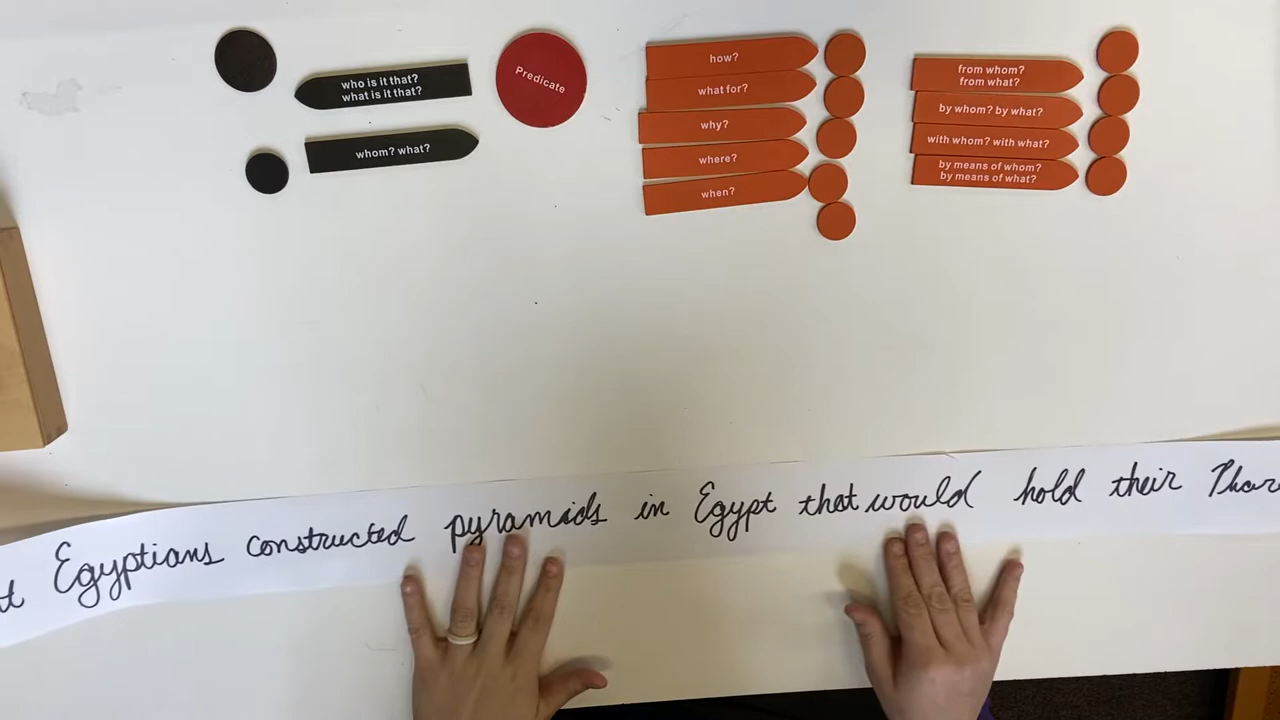 who is it that?
what is it that?
Predicate
whom? what?
how?
what for?
why?
where?
when?
from whom?
from what?
by whom? by what?
with whom? with what?
by means of whom?
by means of what?
Egyptians constructed pyramids in Egypt that would hold their